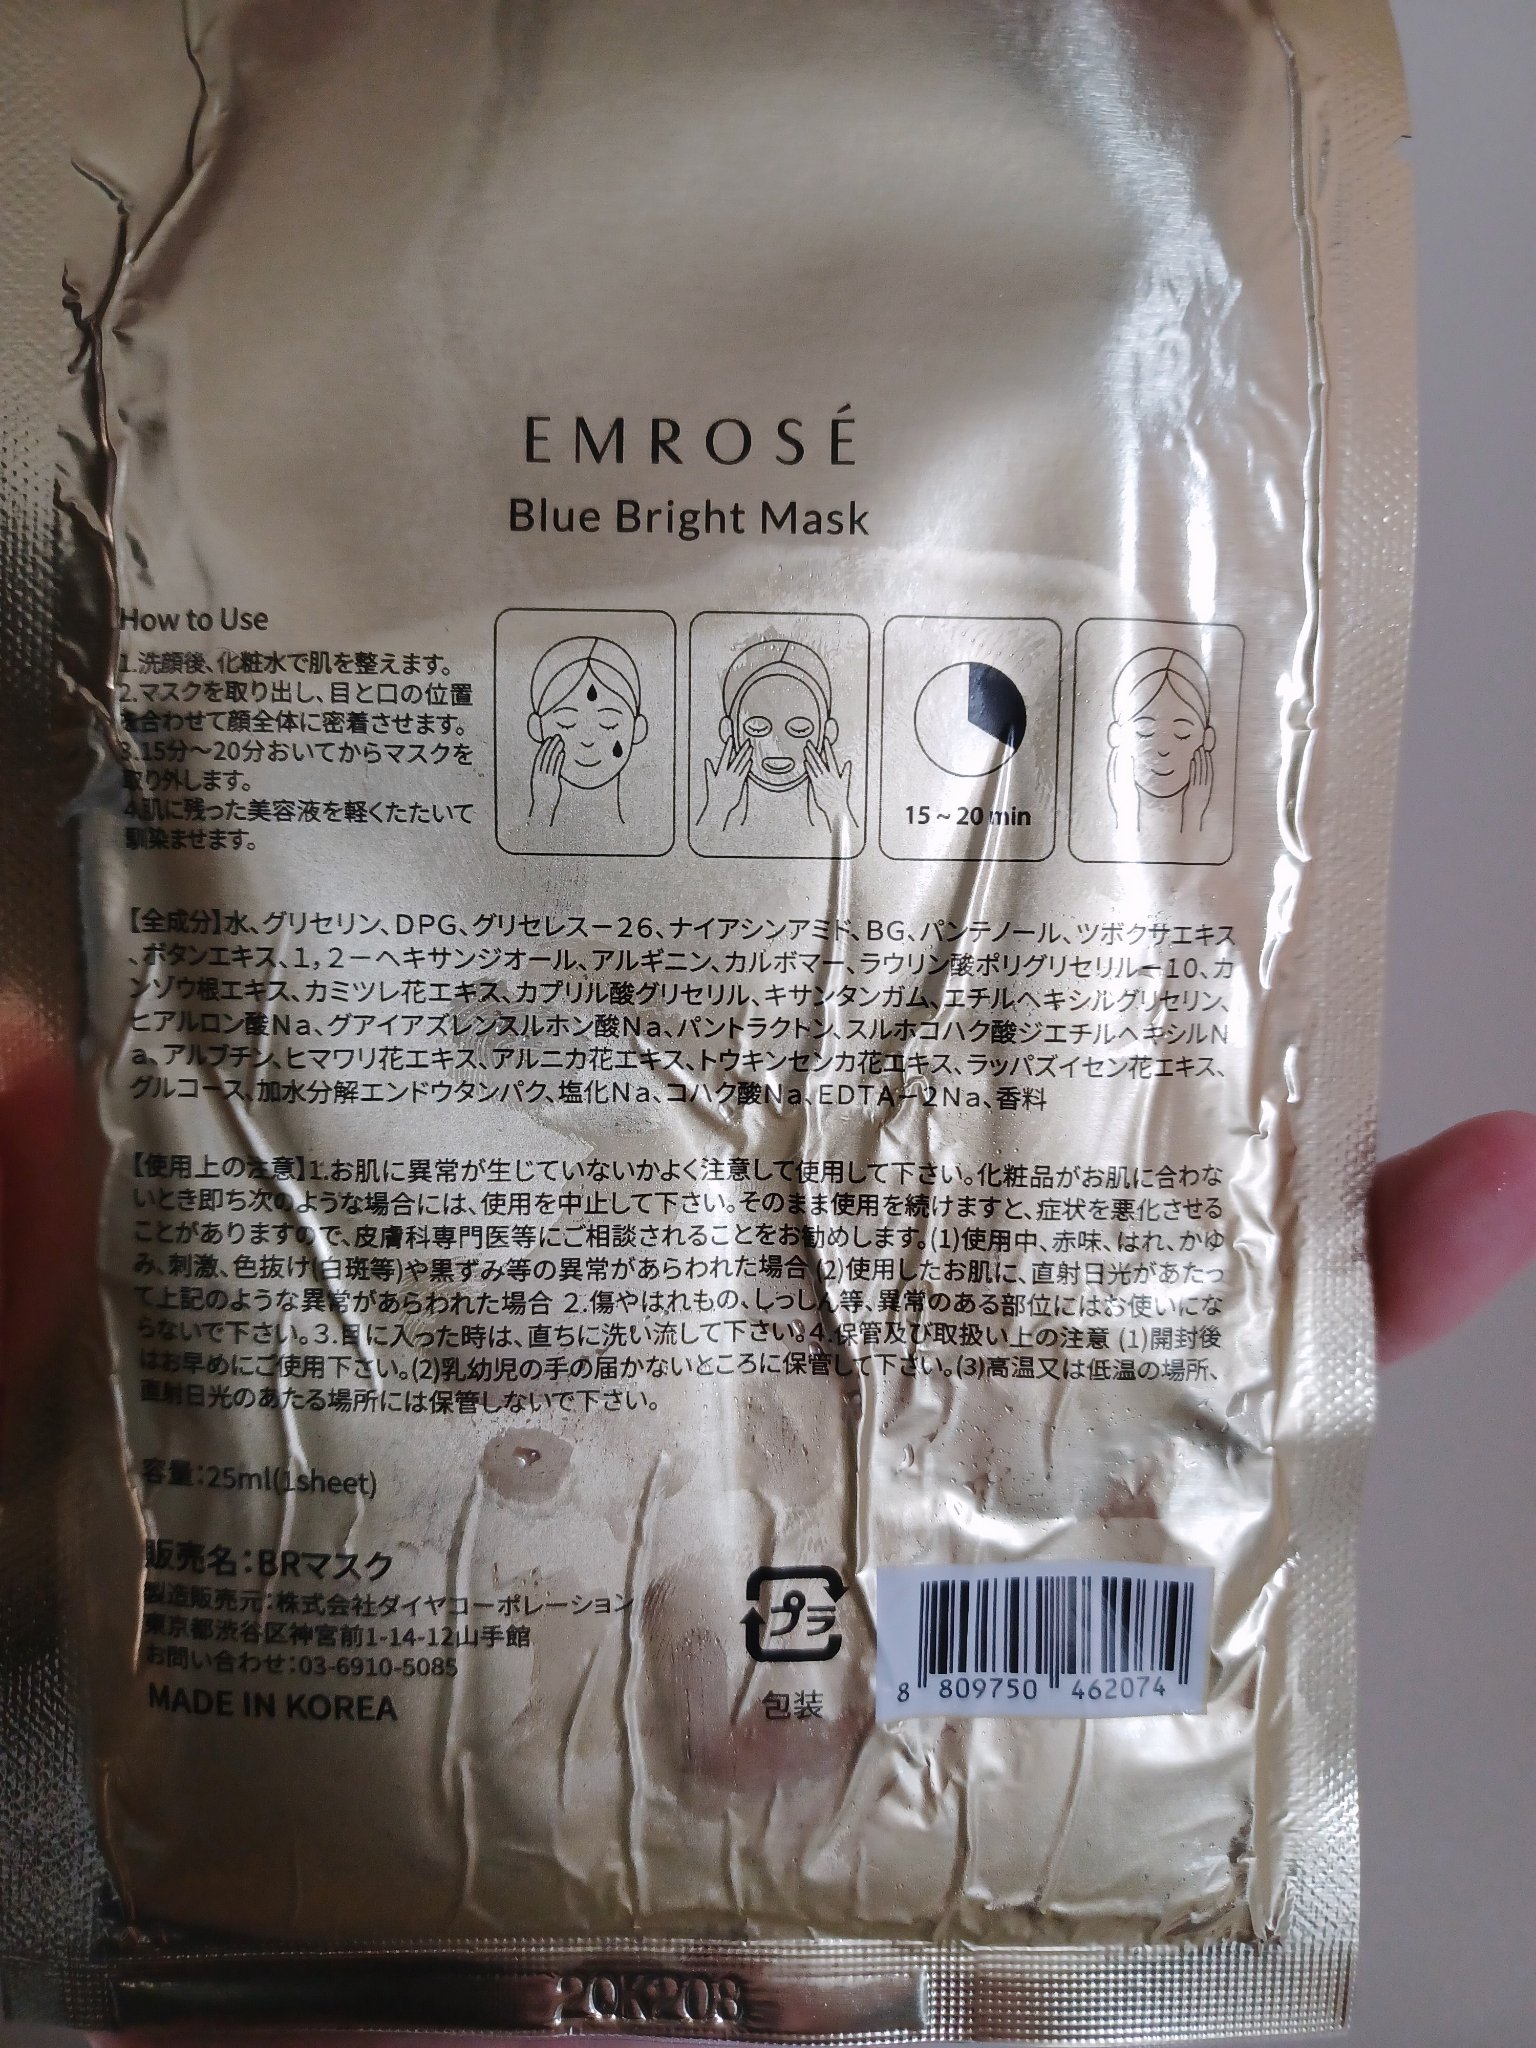 EMROSÉ
Blue Bright Mask
How to Use
1.洗顔後、化粧水で肌を整えます。
2.マスクを取り出し、目と口の位置
を合わせて顔全体に密着させます。
3.15分～20分おいてからマスクを
取り外します。
4.肌に残った美容液を軽くたたいて
馴染ませます。
15 ~ 20 min
【全成分】水、グリセリン、DPG、グリセレスー26、ナイアシンアミド、BG、パンテノール、ツボクサエキス
、ボタンエキス、1,2ーヘキサンジオール、アルギニン、カルボマー、ラウリン酸ポリグリセリルー10、カ
ンゾウ根エキス、カミツレ花エキス、カプリル酸グリセリル、キサンタンガム、エチルヘキシルグリセリン、
ヒアルロン酸Na、グアイアズレンスルホン酸Na、パントラクトン、スルホコハク酸ジエチルヘキシルN
a、アルブチン、ヒマワリ花エキス、アルニカ花エキス、トウキンセンカ花エキス、ラッパズイセン花エキス、
グルコース、加水分解エンドウタンパク、塩化Na、コハク酸Na、EDTAー2Na、香料
【使用上の注意】1.お肌に異常が生じていないかよく注意して使用して下さい。化粧品がお肌に合わな
いとき即ち次のような場合には、使用を中止して下さい。そのまま使用を続けますと、症状を悪化させる
ことがありますので、皮膚科専門医等にご相談されることをお勧めします。(1)使用中、赤味、はれ、かゆ
み、刺激、色抜け(白斑等)や黒ずみ等の異常があらわれた場合 (2)使用したお肌に、直射日光があたっ
て上記のような異常があらわれた場合 2.傷やはれもの、しっしん等、異常のある部位にはお使いにな
らないで下さい。3.目に入った時は、直ちに洗い流して下さい。4.保管及び取扱い上の注意 (1)開封後
はお早めにご使用下さい。(2)乳幼児の手の届かないところに保管して下さい。(3)高温又は低温の場所、
直射日光のあたる場所には保管しないで下さい。
容量:25ml(1sheet)
販売名:BRマスク
製造販売元:株式会社ダイヤコーポレーション
東京都渋谷区神宮前1-14-12山手館
お問い合わせ:03-6910-5085
MADE IN KOREA
プラ
包装
8 809750 462074
2QK208